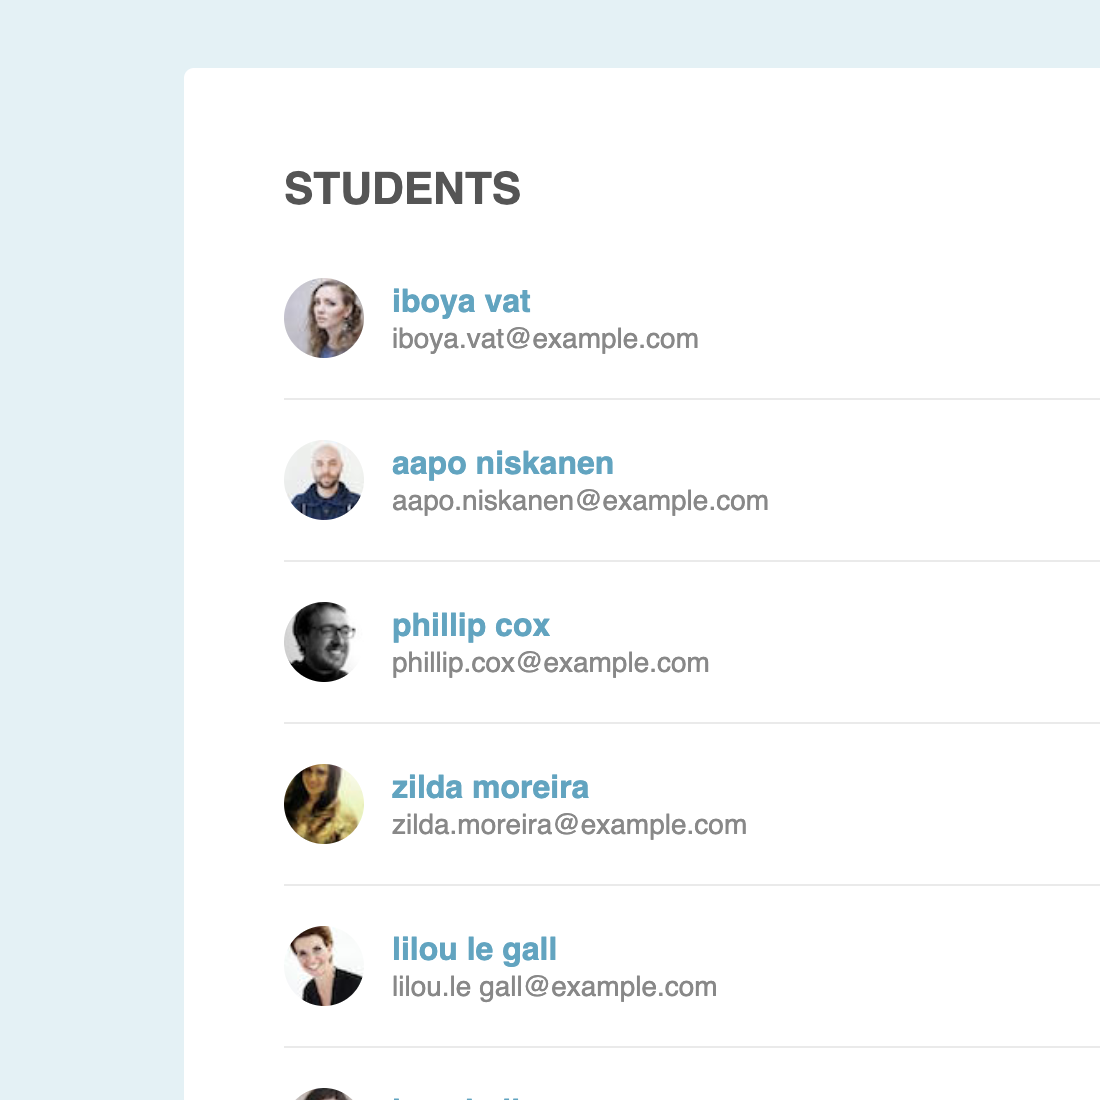 STUDENTS
iboya vat
iboya.vat@example.com
aapo niskanen
aapo.niskanen@example.com
phillip cox
phillip.cox@example.com
zilda moreira
zilda.moreira@example.com
lilou le gall
lilou.le gall@example.com